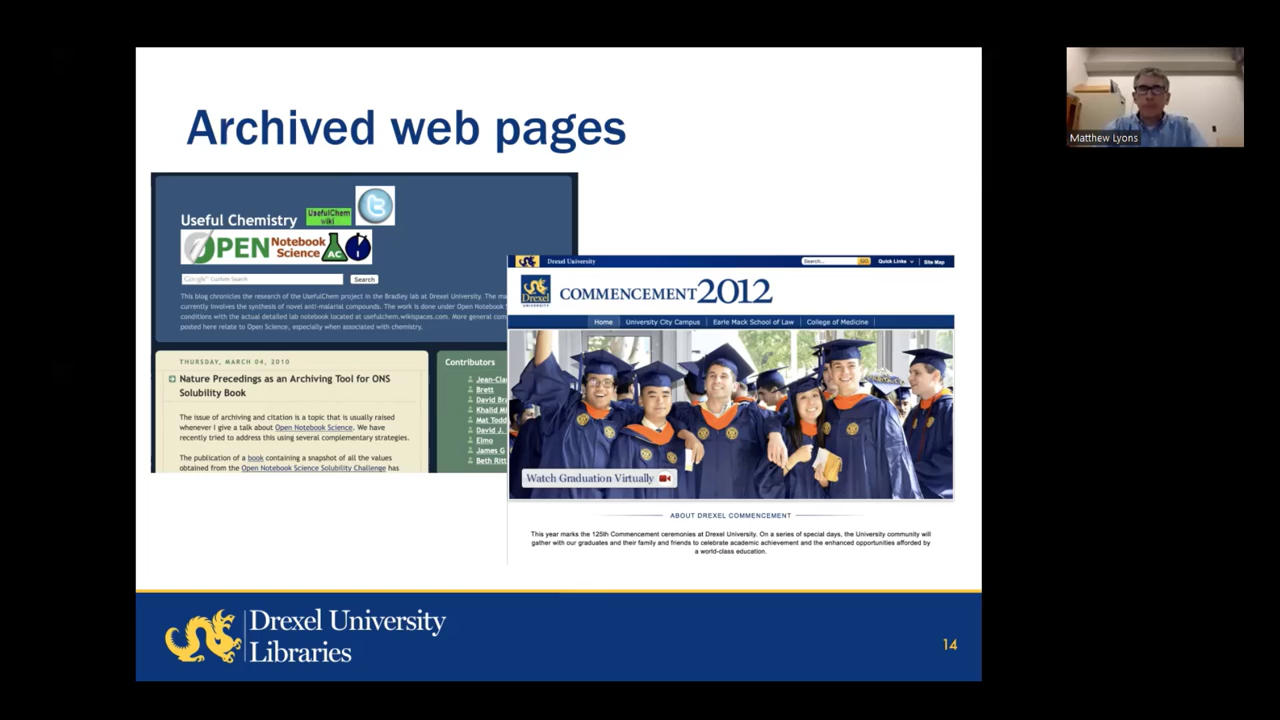 Archived web pages
Useful Chemistry
UsefulChem
wiki
OPEN Notebook
Science
AC
Google Custom Search
Search
This blog chronicles the research of the UsefulChem project in the Bradley lab at Drexel University. The ma
currently involves the synthesis of novel anti-malarial compounds. The work is done under Open Notebook S
conditions with the actual detailed lab notebook located at usefulchem.wikispaces.com. More general com
posted here relate to Open Science, especially when associated with chemistry.
THURSDAY, MARCH 04, 2010
Nature Precedings as an Archiving Tool for ONS
Solubility Book
The issue of archiving and citation is a topic that is usually raised
whenever I give a talk about Open Notebook Science. We have
recently tried to address this using several complementary strategies.
The publication of a book containing a snapshot of all the values
obtained from the Open Notebook Science Solubility Challenge has
Contributors
Jean-Cla
Brett
David Bra
Khalid Mi
Mat Todd
David J.
Elmo
James G
Beth Ritt
Drexel University
Search...
GO
Quick Links
Site Map
Drexel
UNIVERSITY
COMMENCEMENT 2012
Home
University City Campus
Earle Mack School of Law
College of Medicine
Watch Graduation Virtually
ABOUT DREXEL COMMENCEMENT
This year marks the 125th Commencement ceremonies at Drexel University. On a series of special days, the University community will
gather with our graduates and their family and friends to celebrate academic achievement and the enhanced opportunities afforded by
a world-class education.
Drexel University
Libraries
14
Matthew Lyons